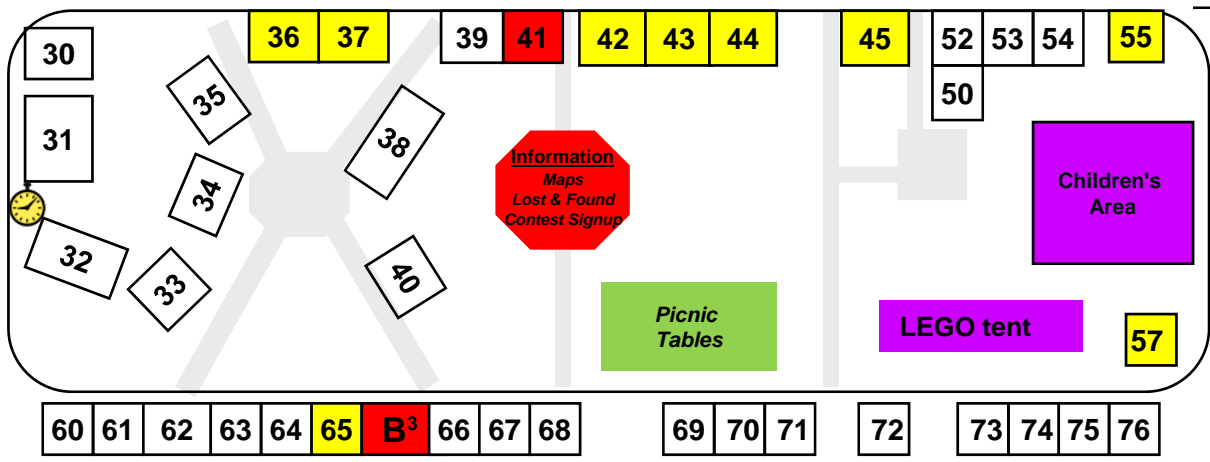 36 37 39 41 42 43 44 45 52 53 54 55
30
50
35
31
38
Information
Maps
Lost & Found
Contest Signup
34
Children's
Area
32
33
40
Picnic
Tables
LEGO tent
57
60 61 62 63 64 65 B³ 66 67 68 69 70 71 72 73 74 75 76